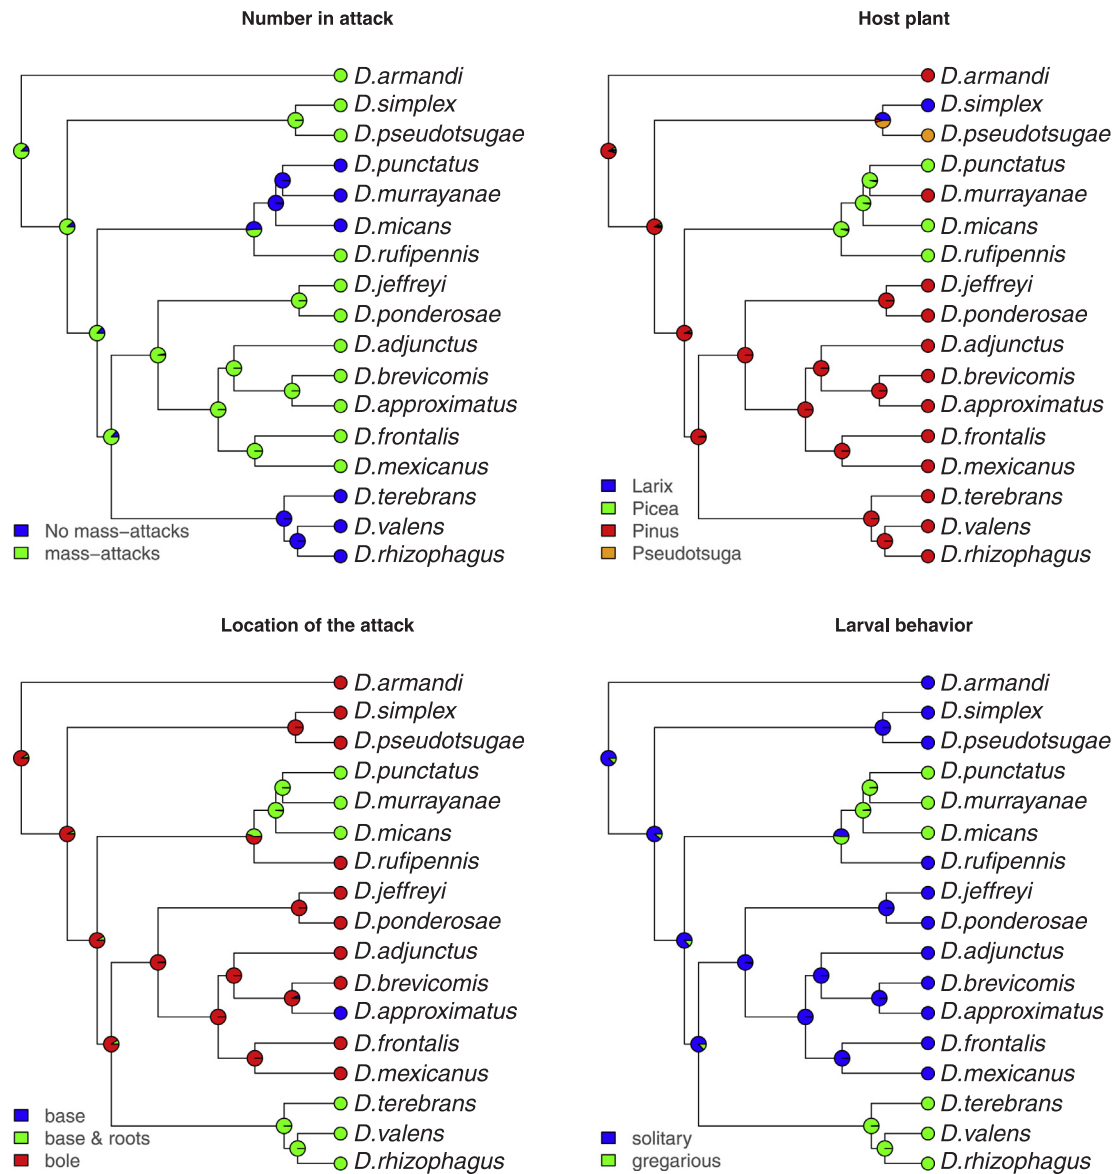 Number in attack
D.armandi
D.simplex
D.pseudotsugae
D.punctatus
D.murrayanae
D.micans
D.rufipennis
D.jeffreyi
D.ponderosae
D.adjunctus
D.brevicomis
D.approximatus
D.frontalis
D.mexicanus
D.terebrans
D.valens
D.rhizophagus
No mass−attacks
mass−attacks
Host plant
D.armandi
D.simplex
D.pseudotsugae
D.punctatus
D.murrayanae
D.micans
D.rufipennis
D.jeffreyi
D.ponderosae
D.adjunctus
D.brevicomis
D.approximatus
D.frontalis
D.mexicanus
D.terebrans
D.valens
D.rhizophagus
Larix
Picea
Pinus
Pseudotsuga
Location of the attack
D.armandi
D.simplex
D.pseudotsugae
D.punctatus
D.murrayanae
D.micans
D.rufipennis
D.jeffreyi
D.ponderosae
D.adjunctus
D.brevicomis
D.approximatus
D.frontalis
D.mexicanus
D.terebrans
D.valens
D.rhizophagus
base
base & roots
bole
Larval behavior
D.armandi
D.simplex
D.pseudotsugae
D.punctatus
D.murrayanae
D.micans
D.rufipennis
D.jeffreyi
D.ponderosae
D.adjunctus
D.brevicomis
D.approximatus
D.frontalis
D.mexicanus
D.terebrans
D.valens
D.rhizophagus
solitary
gregarious